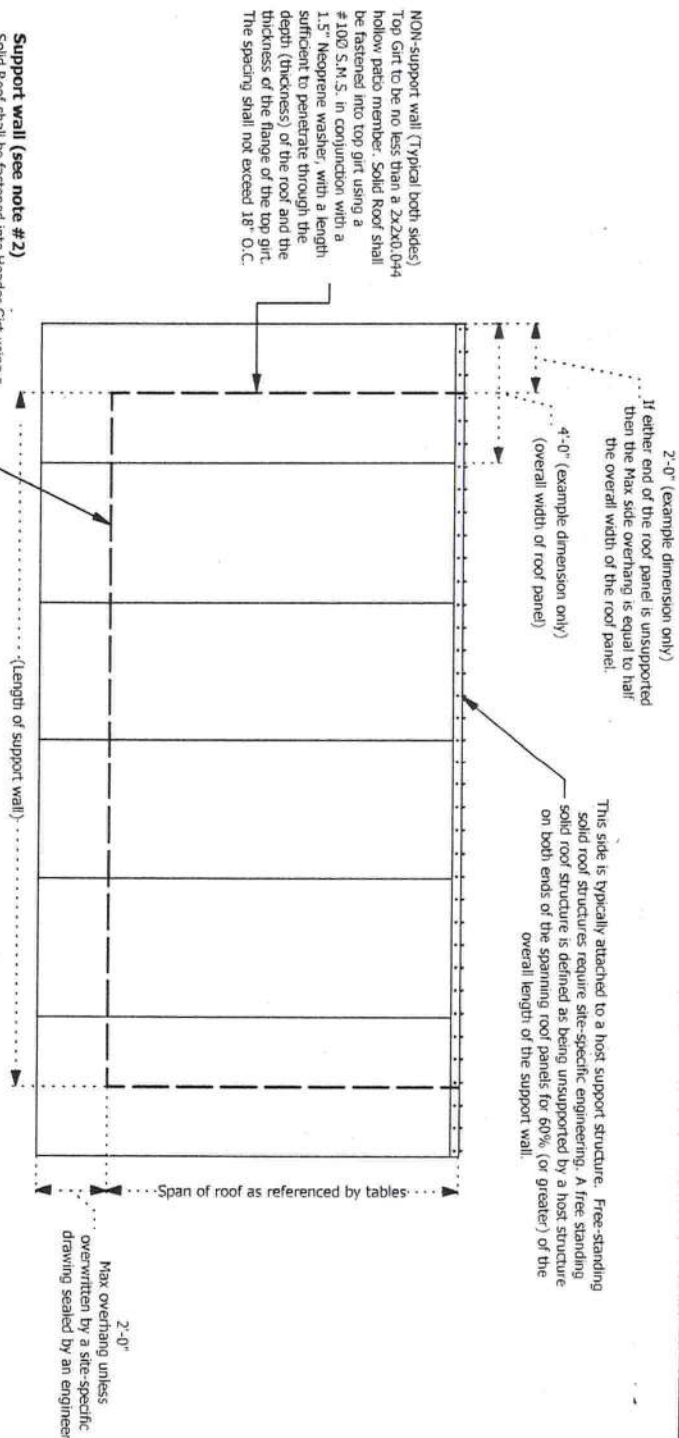 2'-0" (example dimension only)
If either end of the roof panel is unsupported
then the Max side overhang is equal to half
the overall width of the roof panel.
4'-0" (example dimension only)
(overall width of roof panel)
This side is typically attached to a host support structure. Free-standing
solid roof structures require site-specific engineering. A free standing
solid roof structure is defined as being unsupported by a host structure
on both ends of the spanning roof panels for 60% (or greater) of the
overall length of the support wall.
NON-support wall (Typical both sides)
Top Girt to be no less than a 2x2x0.044
hollow patio member. Solid Roof shall
be fastened into top girt using a
#10Ø S.M.S. in conjunction with a
1.5" Neoprene washer, with a length
sufficient to penetrate through the
depth (thickness) of the roof and the
thickness of the flange of the top girt.
The spacing shall not exceed 18" O.C.
Span of roof as referenced by tables
2'-0"
Max overhang unless
overwritten by a site-specific
drawing sealed by an engineer
(Length of support wall)
Support wall (see note #2)
Solid Roof shall be fastened into Header Girt using a